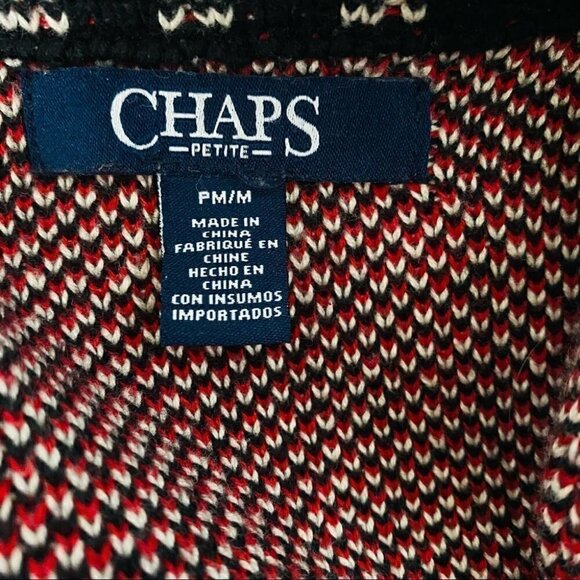 CHAPS
PETITE
PM/M
MADE IN
CHINA
FABRIQUÉ EN
CHINE
HECHO EN
CHINA
CON INSUMOS
IMPORTADOS